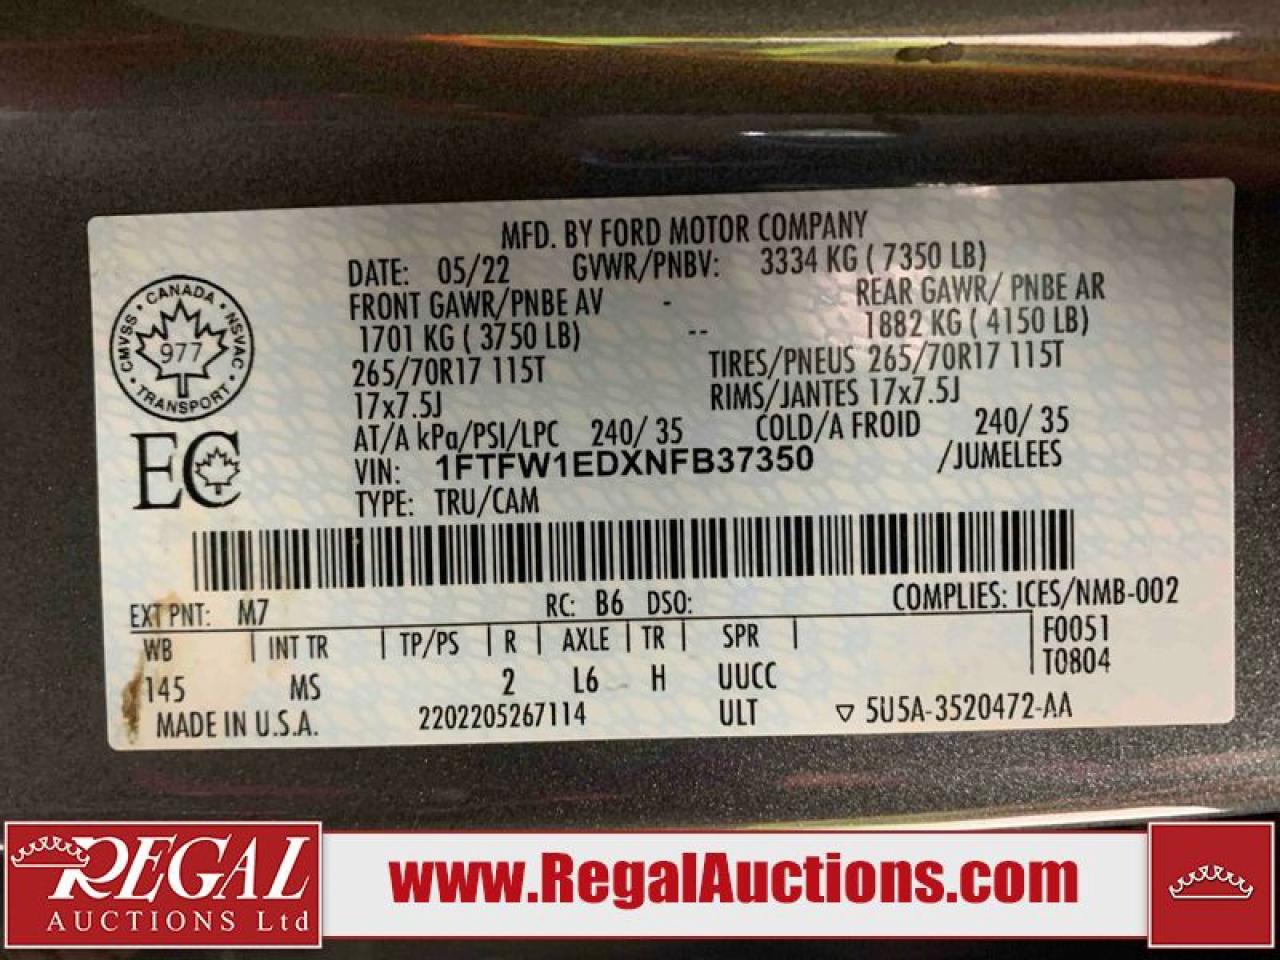 MFD. BY FORD MOTOR COMPANY
DATE: 05/22 GVWR/PNBV: 3334 KG ( 7350 LB)
FRONT GAWR/PNBE AV - REAR GAWR/ PNBE AR
1701 KG ( 3750 LB) -- 1882 KG ( 4150 LB)
265/70R17 115T TIRES/PNEUS 265/70R17 115T
17x7.5J RIMS/JANTES 17x7.5J
AT/A kPa/PSI/LPC 240/ 35 COLD/A FROID 240/ 35
VIN: 1FTFW1EDXNFB37350 /JUMELEES
TYPE: TRU/CAM
CANADA · NSVAC · TRANSPORT · CMVSS ·
977
EC
EXT PNT: M7 RC: B6 DSO: COMPLIES: ICES/NMB-002
WB | INT TR | TP/PS | R | AXLE | TR | SPR | F0051
T0804
145 MS 2 L6 H UUCC
MADE IN U.S.A. 2202205267114 ULT ▽ 5U5A-3520472-AA
REGAL
AUCTIONS Ltd
www.RegalAuctions.com